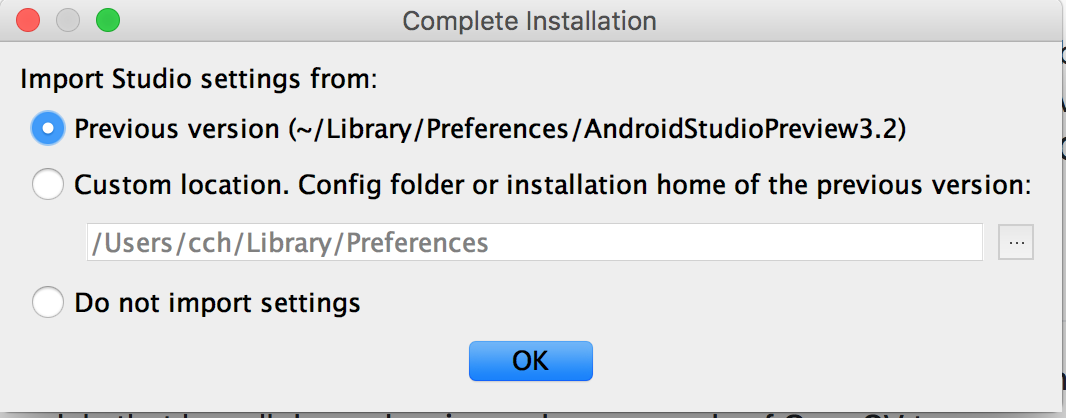 Complete Installation
Import Studio settings from:
Previous version (~/Library/Preferences/AndroidStudioPreview3.2)
Custom location. Config folder or installation home of the previous version:
/Users/cch/Library/Preferences
...
Do not import settings
OK